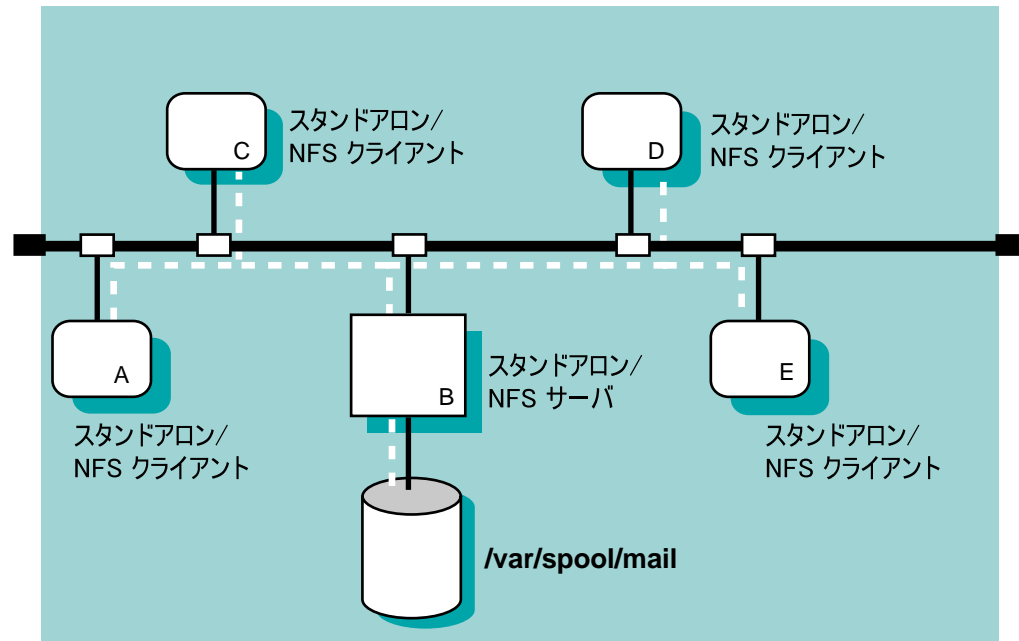 スタンドアロン/
NFS クライアント
C
スタンドアロン/
NFS クライアント
D
A
スタンドアロン/
NFS クライアント
B
スタンドアロン/
NFS サーバ
E
スタンドアロン/
NFS クライアント
/var/spool/mail